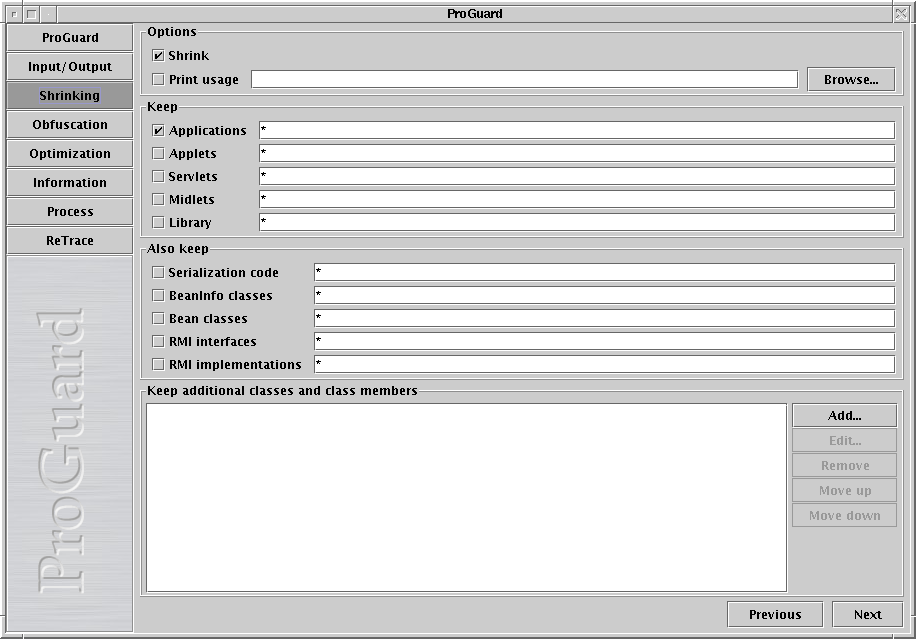 ProGuard
ProGuard
Input/Output
Shrinking
Obfuscation
Optimization
Information
Process
ReTrace
ProGuard
Options
Shrink
Print usage
Browse...
Keep
Applications *
Applets *
Servlets *
Midlets *
Library *
Also keep
Serialization code *
BeanInfo classes *
Bean classes *
RMI interfaces *
RMI implementations *
Keep additional classes and class members
Add...
Edit...
Remove
Move up
Move down
Previous Next